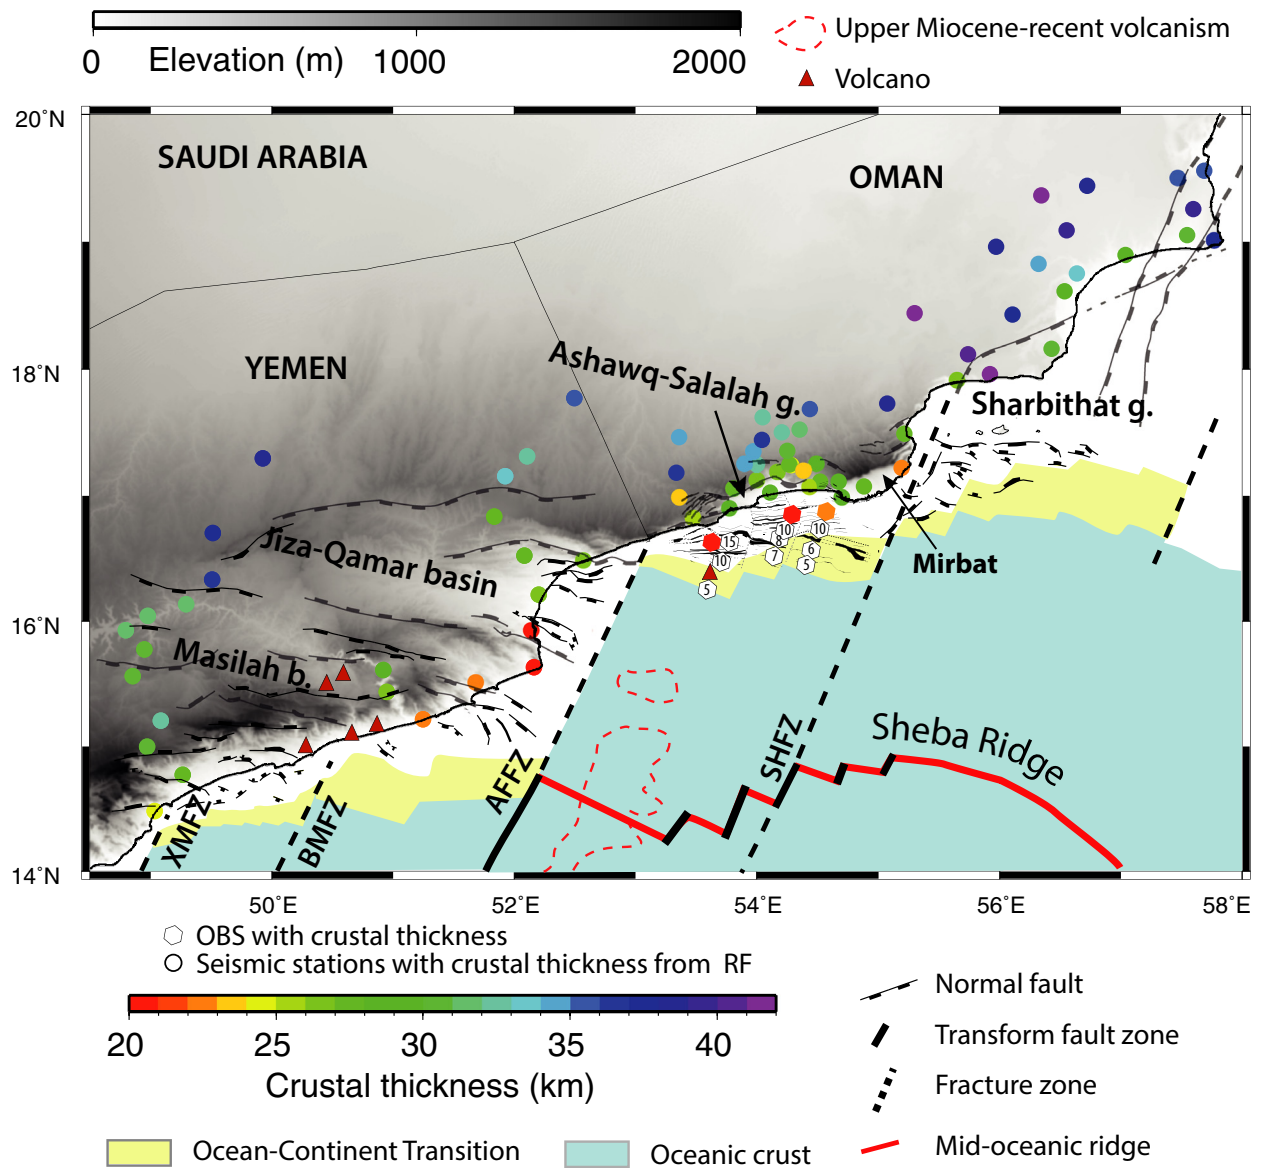 0 Elevation (m) 1000 2000
Upper Miocene-recent volcanism
Volcano
20°N
18°N
16°N
14°N
SAUDI ARABIA
OMAN
YEMEN
Ashawq-Salalah g.
Sharbithat g.
Mirbat
Jiza-Qamar basin
Masilah b.
10
10
15
8
6
7
10
5
5
Sheba Ridge
SHFZ
AFFZ
BMFZ
XMFZ
50°E 52°E 54°E 56°E 58°E
OBS with crustal thickness
Seismic stations with crustal thickness from RF
20 25 30 35 40
Crustal thickness (km)
Normal fault
Transform fault zone
Fracture zone
Mid-oceanic ridge
Ocean-Continent Transition
Oceanic crust